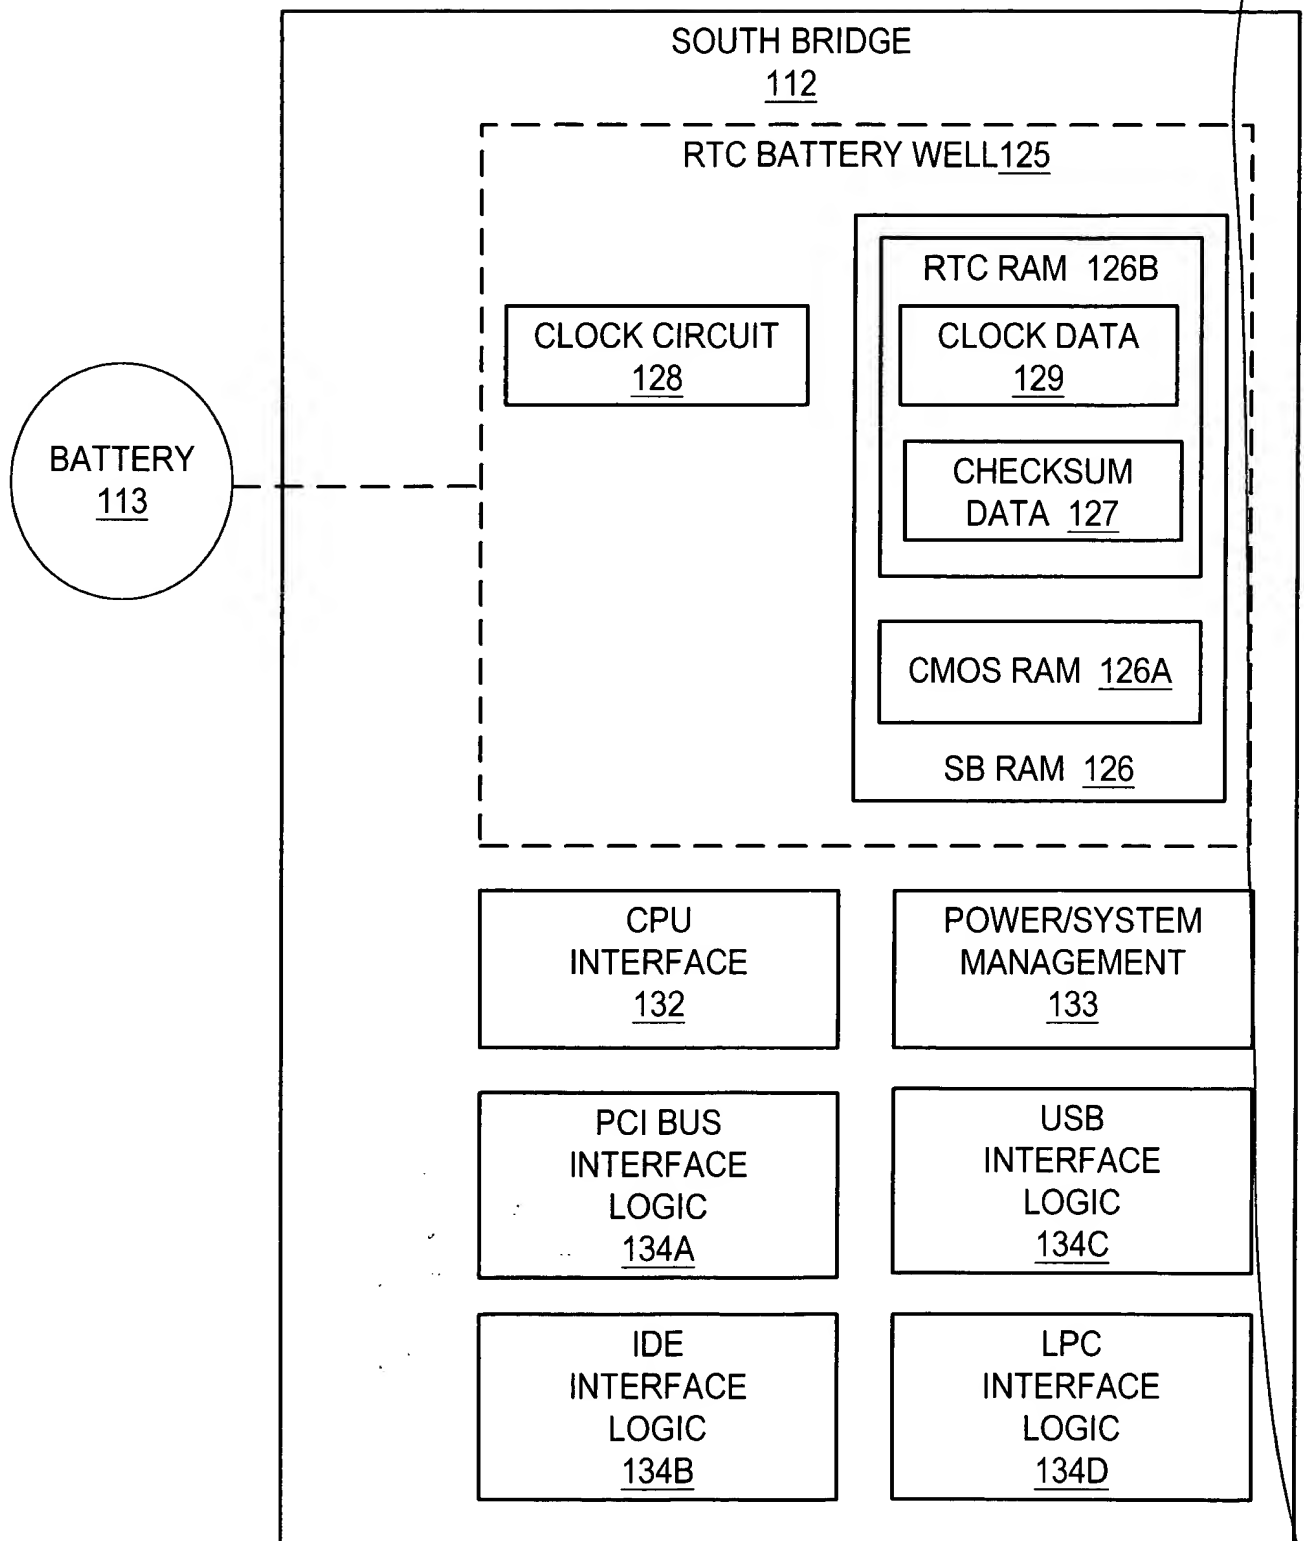 SOUTH BRIDGE
112
RTC BATTERY WELL125
RTC RAM 126B
CLOCK CIRCUIT
128
CLOCK DATA
129
BATTERY
113
CHECKSUM
DATA 127
CMOS RAM 126A
SB RAM 126
CPU
INTERFACE
132
POWER/SYSTEM
MANAGEMENT
133
PCI BUS
INTERFACE
LOGIC
134A
USB
INTERFACE
LOGIC
134C
IDE
INTERFACE
LOGIC
134B
LPC
INTERFACE
LOGIC
134D